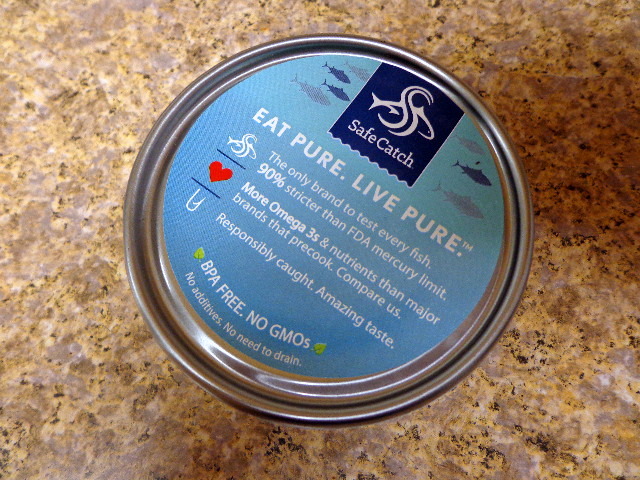 Safe Catch
EAT PURE. LIVE PURE.™
The only brand to test every fish.
90% stricter than FDA mercury limit.
More Omega 3s & nutrients than major
brands that precook. Compare us.
Responsibly caught. Amazing taste.
BPA FREE. NO GMOs
No additives. No need to drain.